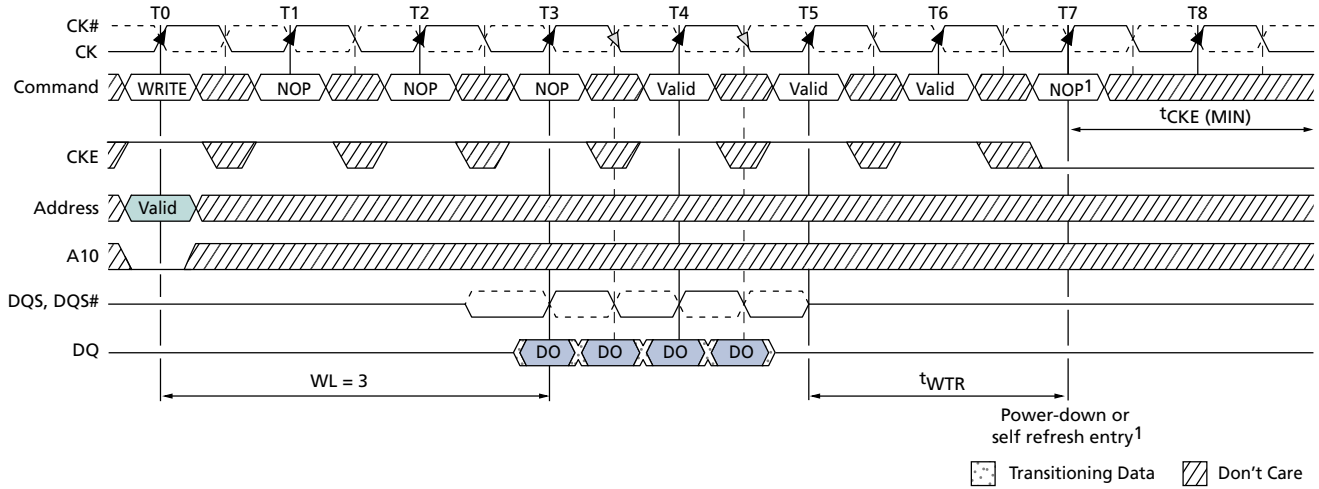 T0 T1 T2 T3 T4 T5 T6 T7 T8
CK#
CK
Command WRITE NOP NOP NOP Valid Valid Valid NOP1
tCKE (MIN)
CKE
Address Valid
A10
DQS, DQS#
DQ DO DO DO DO
WL = 3 tWTR
Power-down or
self refresh entry1
Transitioning Data Don't Care